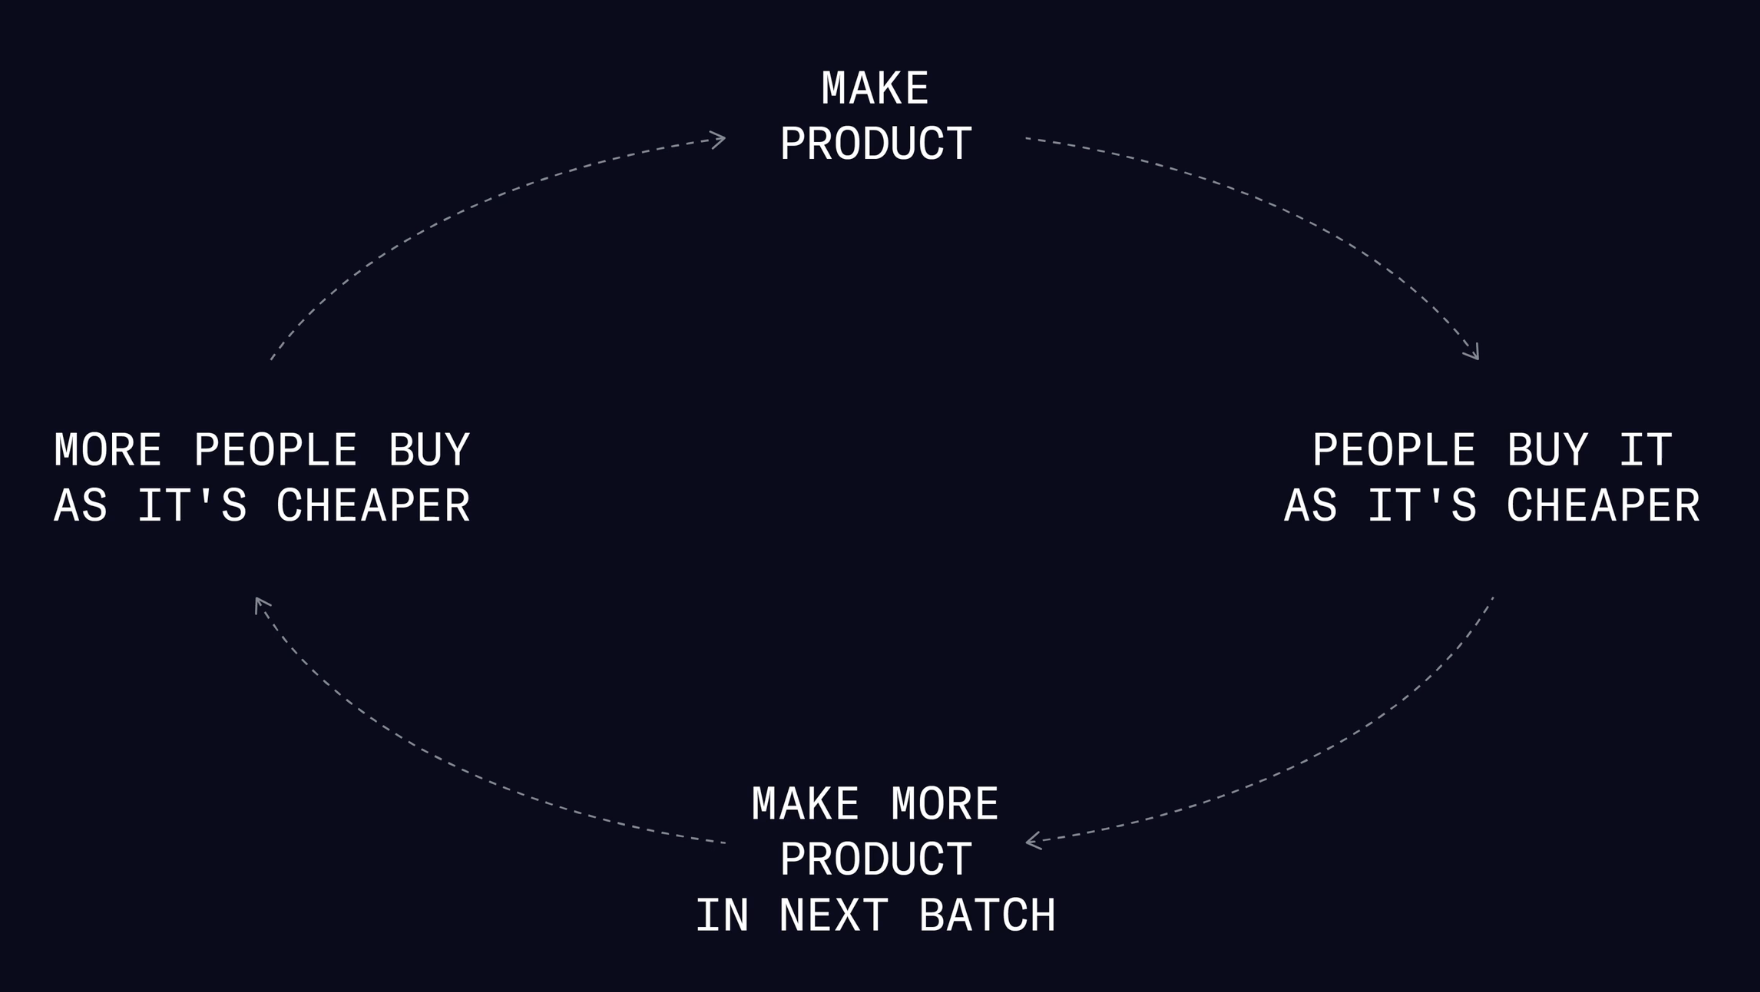 MAKE
PRODUCT
PEOPLE BUY IT
AS IT'S CHEAPER
MAKE MORE
PRODUCT
IN NEXT BATCH
MORE PEOPLE BUY
AS IT'S CHEAPER